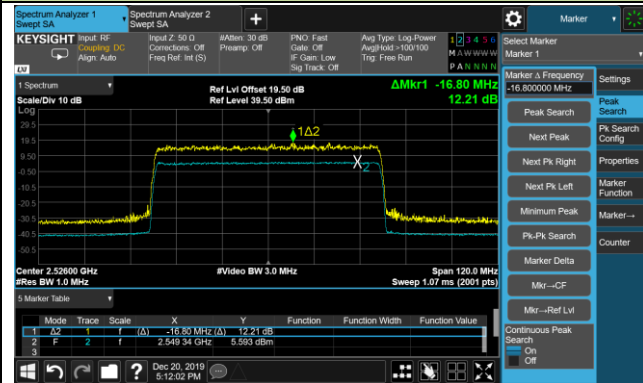 Spectrum Analyzer 1
Swept SA
Spectrum Analyzer 2
Swept SA
+
Marker
KEYSIGHT
Input: RF
Coupling: DC
Align: Auto
Input Z: 50 Ω
Corrections: Off
Freq Ref: Int (S)
#Atten: 30 dB
Preamp: Off
PNO: Fast
Gate: Off
IF Gain: Low
Sig Track: Off
Avg Type: Log-Power
Avg|Hold:>100/100
Trig: Free Run
1 2 3 4 5 6
M A W W W W
P A N N N N
LXI
Select Marker
Marker 1
Marker Δ Frequency
-16.800000 MHz
Peak Search
Next Peak
Next Pk Right
Next Pk Left
Minimum Peak
Pk-Pk Search
Marker Delta
Mkr→CF
Mkr→Ref Lvl
Continuous Peak
Search
On
Off
Settings
Peak
Search
Pk Search
Config
Properties
Marker
Function
Marker→
Counter
1 Spectrum
Scale/Div 10 dB
Ref Lvl Offset 19.50 dB
Ref Level 39.50 dBm
ΔMkr1 -16.80 MHz
12.21 dB
Log
29.5
19.5
9.50
-0.50
-10.5
-20.5
-30.5
-40.5
-50.5
1Δ2
2
Center 2.52600 GHz
#Res BW 1.0 MHz
#Video BW 3.0 MHz
Span 120.0 MHz
Sweep 1.07 ms (2001 pts)
5 Marker Table
Mode Trace Scale X Y Function Function Width Function Value
1 Δ2 1 f (Δ) -16.80 MHz (Δ) 12.21 dB
2 F 2 f 2.549 34 GHz 5.593 dBm
3
?
Dec 20, 2019
5:12:02 PM